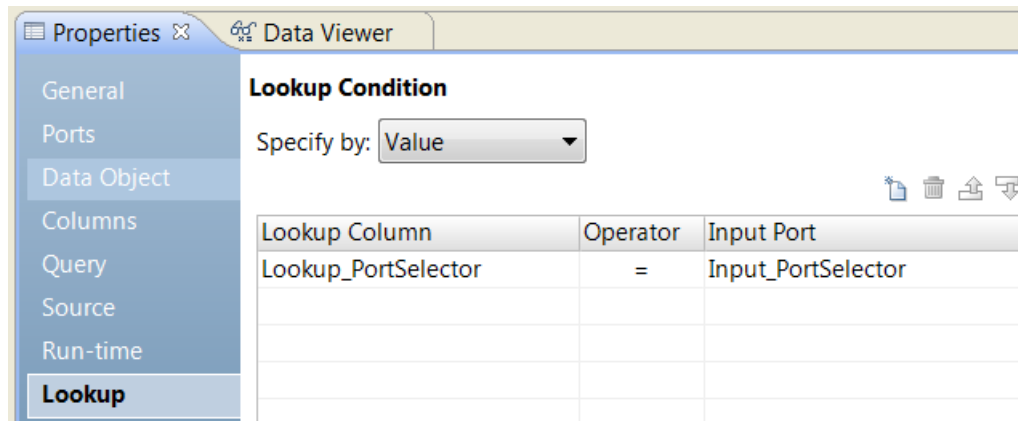 Properties Data Viewer
General
Ports
Data Object
Columns
Query
Source
Run-time
Lookup
Lookup Condition
Specify by: Value
Lookup Column Operator Input Port
Lookup_PortSelector = Input_PortSelector